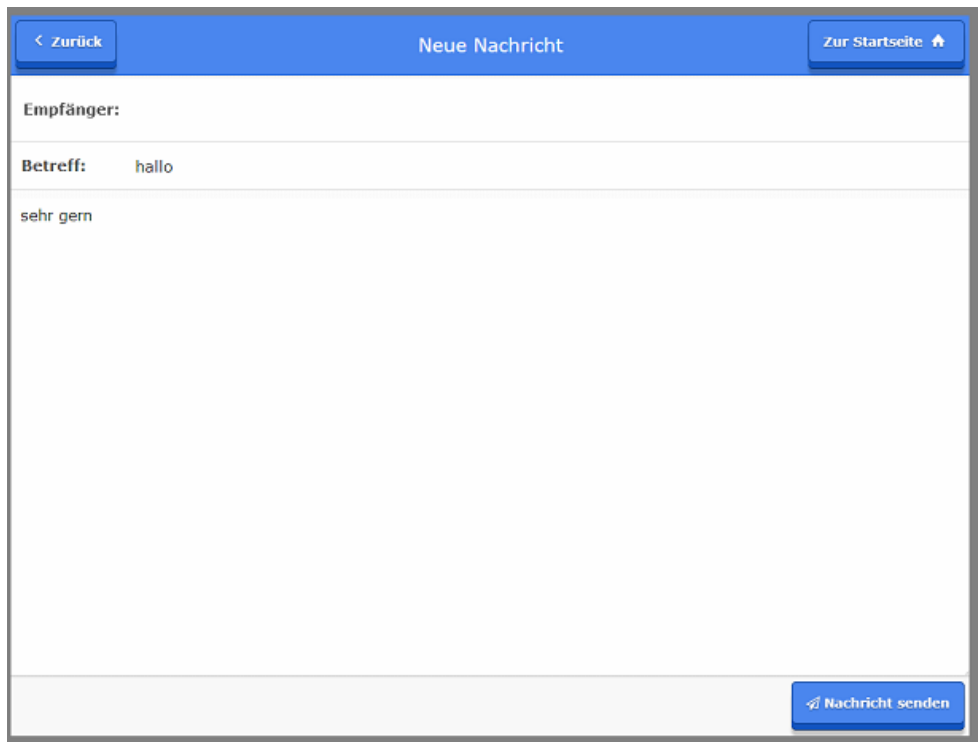 Zurück
Neue Nachricht
Zur Startseite
Empfänger:
Betreff: hallo
sehr gern
Nachricht senden